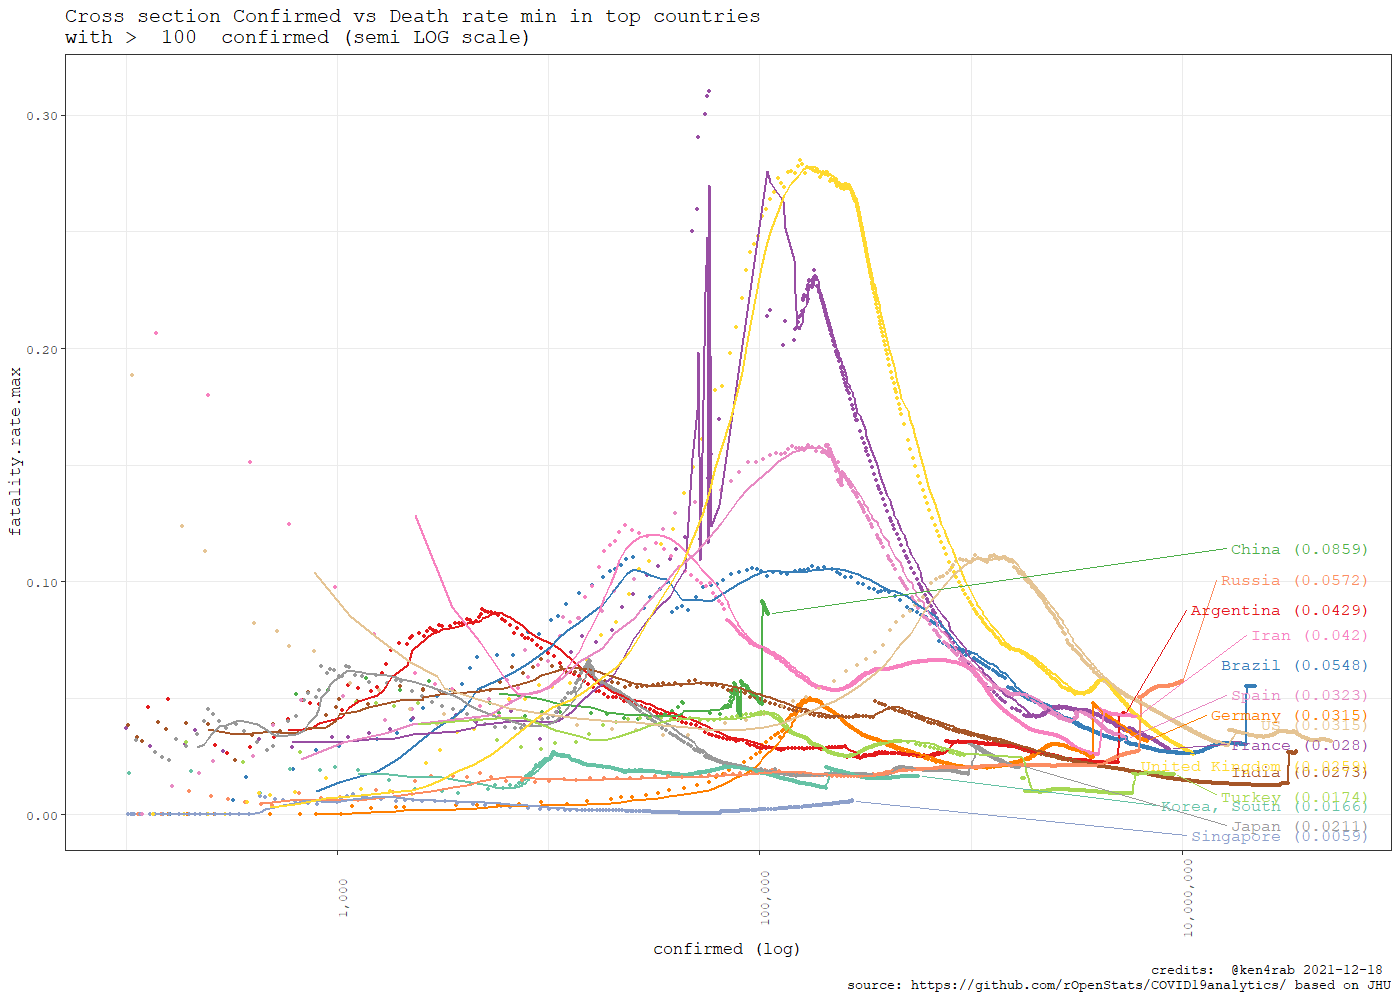 Cross section Confirmed vs Death rate min in top countries
with >  100  confirmed (semi LOG scale)
0.30
0.20
0.10
0.00
fatality.rate.max
China (0.0859)
Russia (0.0572)
Argentina (0.0429)
Iran (0.042)
Brazil (0.0548)
Spain (0.0323)
Germany (0.0315)
US (0.0315)
France (0.028)
United Kingdom (0.0259)
India (0.0273)
Turkey (0.0174)
Korea, South (0.0166)
Japan (0.0211)
Singapore (0.0059)
1,000
100,000
10,000,000
confirmed (log)
credits:  @ken4rab 2021-12-18
source: https://github.com/rOpenStats/COVID19analytics/ based on JHU